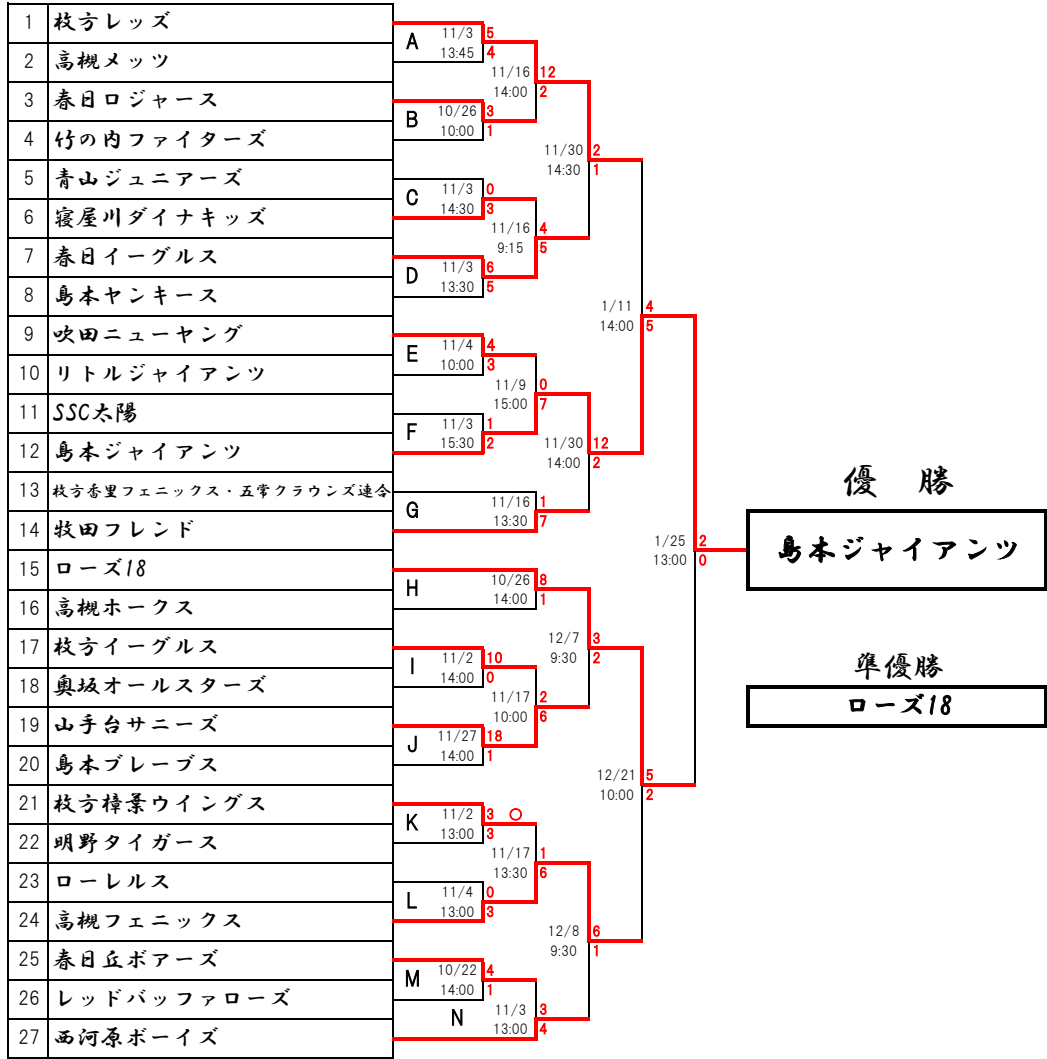 1 枚方レッズ
2 高槻メッツ
3 春日ロジャース
4 竹の内ファイターズ
5 青山ジュニアーズ
6 寝屋川ダイナキッズ
7 春日イーグルス
8 島本ヤンキース
9 吹田ニューヤング
10 リトルジャイアンツ
11 SSC太陽
12 島本ジャイアンツ
13 枚方香里フェニックス・五常クラウンズ連合
14 牧田フレンド
15 ローズ18
16 高槻ホークス
17 枚方イーグルス
18 奥坂オールスターズ
19 山手台サニーズ
20 島本ブレーブス
21 枚方樟葉ウイングス
22 明野タイガース
23 ローレルス
24 高槻フェニックス
25 春日丘ボアーズ
26 レッドバッファローズ
27 西河原ボーイズ
A 11/3 5
13:45 4
B 10/26 3
10:00 1
C 11/3 0
14:30 3
D 11/3 6
13:30 5
E 11/4 4
10:00 3
F 11/3 1
15:30 2
G 11/16 1
13:30 7
H 10/26 8
14:00 1
I 11/2 10
14:00 0
J 11/27 18
14:00 1
K 11/2 3 ○
13:00 3
L 11/4 0
13:00 3
M 10/22 4
14:00 1
N 11/3 3
13:00 4
11/16 12
14:00 2
11/16 4
9:15 5
11/9 0
15:00 7
11/17 2
10:00 6
11/17 1
13:30 6
11/30 2
14:30 1
11/30 12
14:00 2
12/7 3
9:30 2
12/8 6
9:30 1
1/11 4
14:00 5
12/21 5
10:00 2
1/25 2
13:00 0
優 勝
島本ジャイアンツ
準優勝
ローズ18